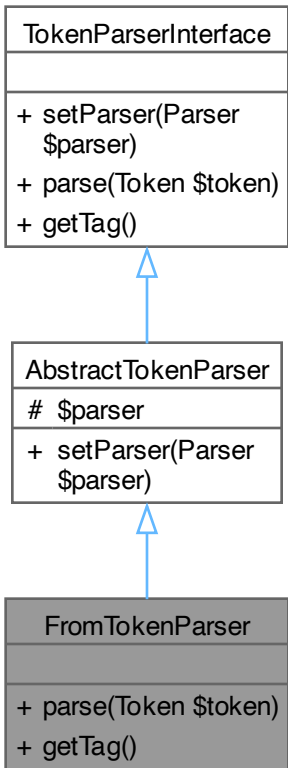 TokenParserInterface
+ setParser(Parser
$parser)
+ parse(Token $token)
+ getTag()
AbstractTokenParser
# $parser
+ setParser(Parser
$parser)
FromTokenParser
+ parse(Token $token)
+ getTag()